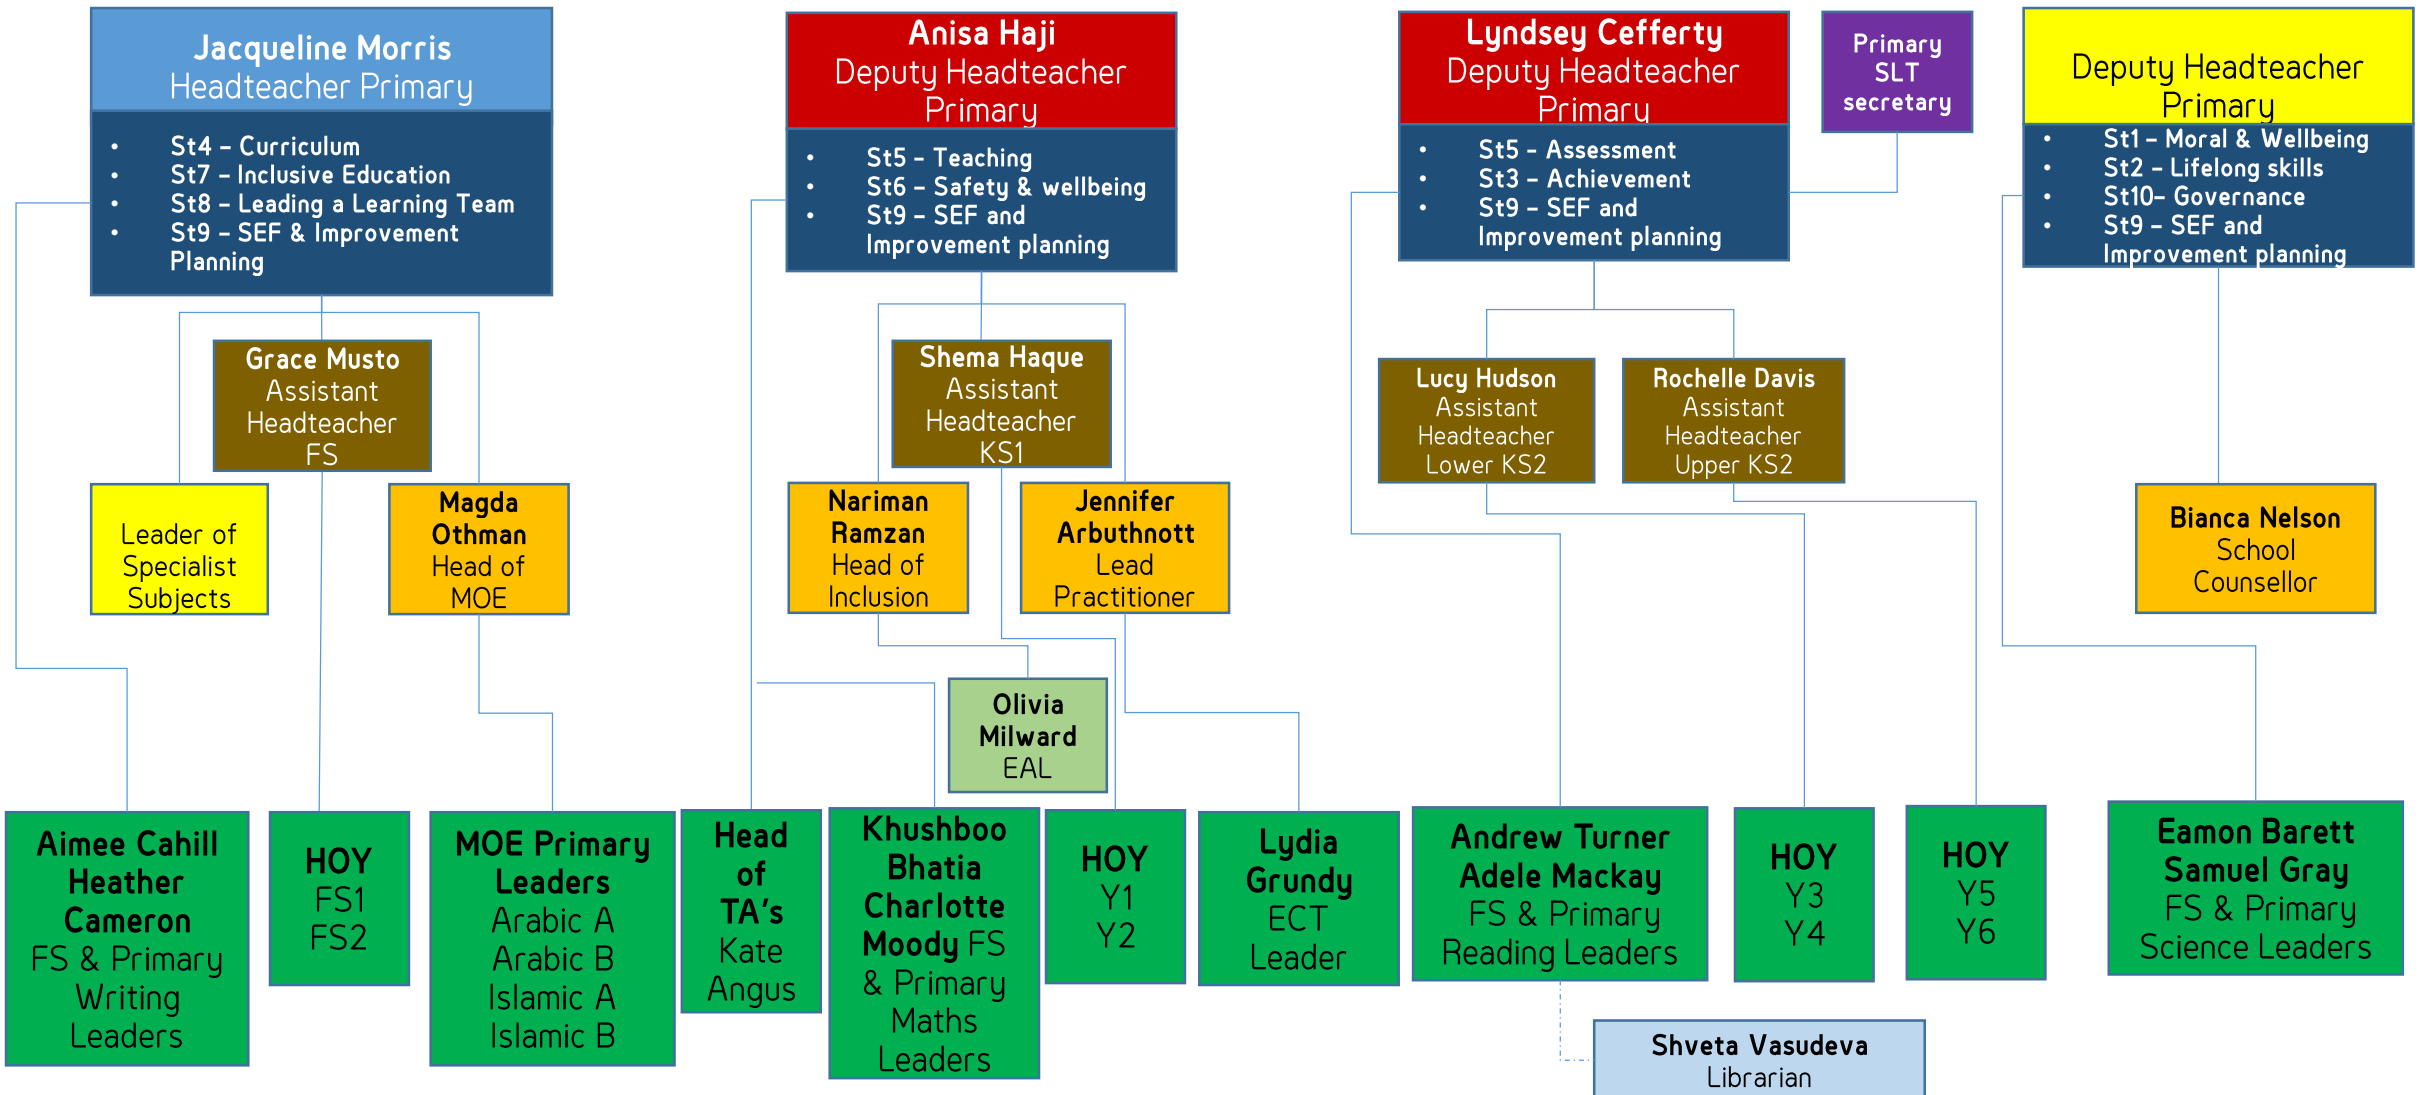 Jacqueline Morris
Headteacher Primary
• St4 – Curriculum
• St7 – Inclusive Education
• St8 – Leading a Learning Team
• St9 – SEF & Improvement
Planning
Anisa Haji
Deputy Headteacher
Primary
• St5 – Teaching
• St6 – Safety & wellbeing
• St9 – SEF and
Improvement planning
Lyndsey Cefferty
Deputy Headteacher
Primary
• St5 – Assessment
• St3 – Achievement
• St9 – SEF and
Improvement planning
Primary
SLT
secretary
Deputy Headteacher
Primary
• St1 – Moral & Wellbeing
• St2 – Lifelong skills
• St10– Governance
• St9 – SEF and
Improvement planning
Grace Musto
Assistant
Headteacher
FS
Shema Haque
Assistant
Headteacher
KS1
Lucy Hudson
Assistant
Headteacher
Lower KS2
Rochelle Davis
Assistant
Headteacher
Upper KS2
Leader of
Specialist
Subjects
Magda
Othman
Head of
MOE
Nariman
Ramzan
Head of
Inclusion
Jennifer
Arbuthnott
Lead
Practitioner
Bianca Nelson
School
Counsellor
Olivia
Milward
EAL
Aimee Cahill
Heather
Cameron
FS & Primary
Writing
Leaders
HOY
FS1
FS2
MOE Primary
Leaders
Arabic A
Arabic B
Islamic A
Islamic B
Head
of
TA's
Kate
Angus
Khushboo
Bhatia
Charlotte
Moody FS
& Primary
Maths
Leaders
HOY
Y1
Y2
Lydia
Grundy
ECT
Leader
Andrew Turner
Adele Mackay
FS & Primary
Reading Leaders
HOY
Y3
Y4
HOY
Y5
Y6
Eamon Barett
Samuel Gray
FS & Primary
Science Leaders
Shveta Vasudeva
Librarian